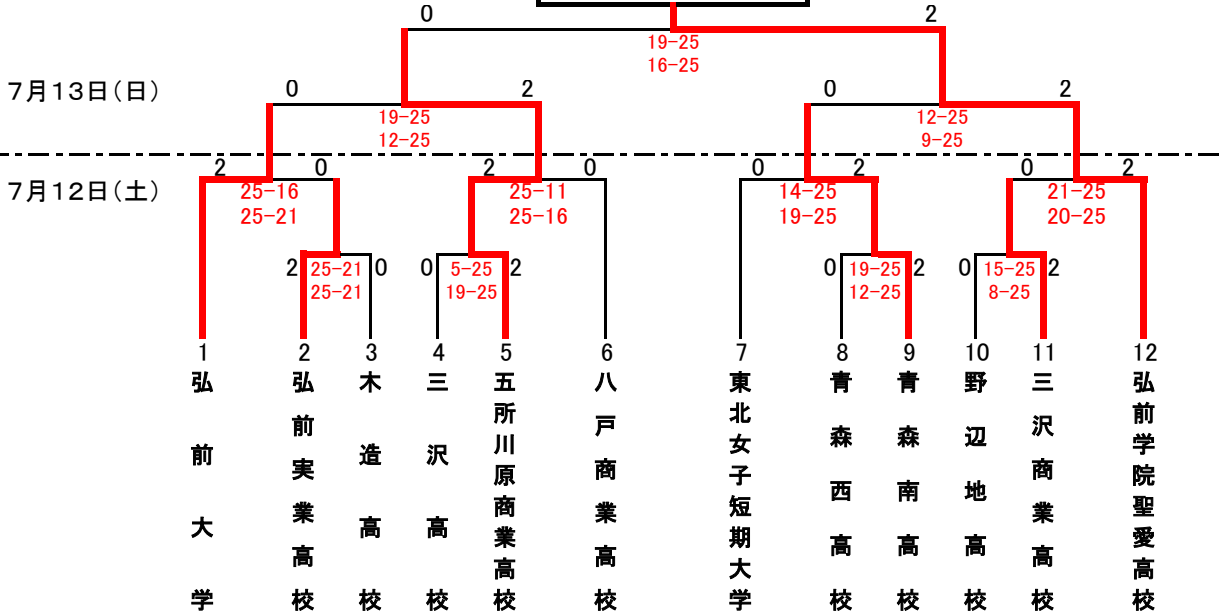 0 2
19-25
16-25
7月13日(日)
0 2 0 2
19-25 12-25
12-25 9-25
7月12日(土)
2 0 2 0 0 2 0 2
25-16 25-11 14-25 21-25
25-21 25-16 19-25 20-25
2 25-21 0 0 5-25 2 0 19-25 2 0 15-25 2
25-21 19-25 12-25 8-25
1 2 3 4 5 6 7 8 9 10 11 12
弘前大学
弘前実業高校
木造高校
三沢高校
五所川原商業高校
八戸商業高校
東北女子短期大学
青森西高校
青森南高校
野辺地高校
三沢商業高校
弘前学院聖愛高校